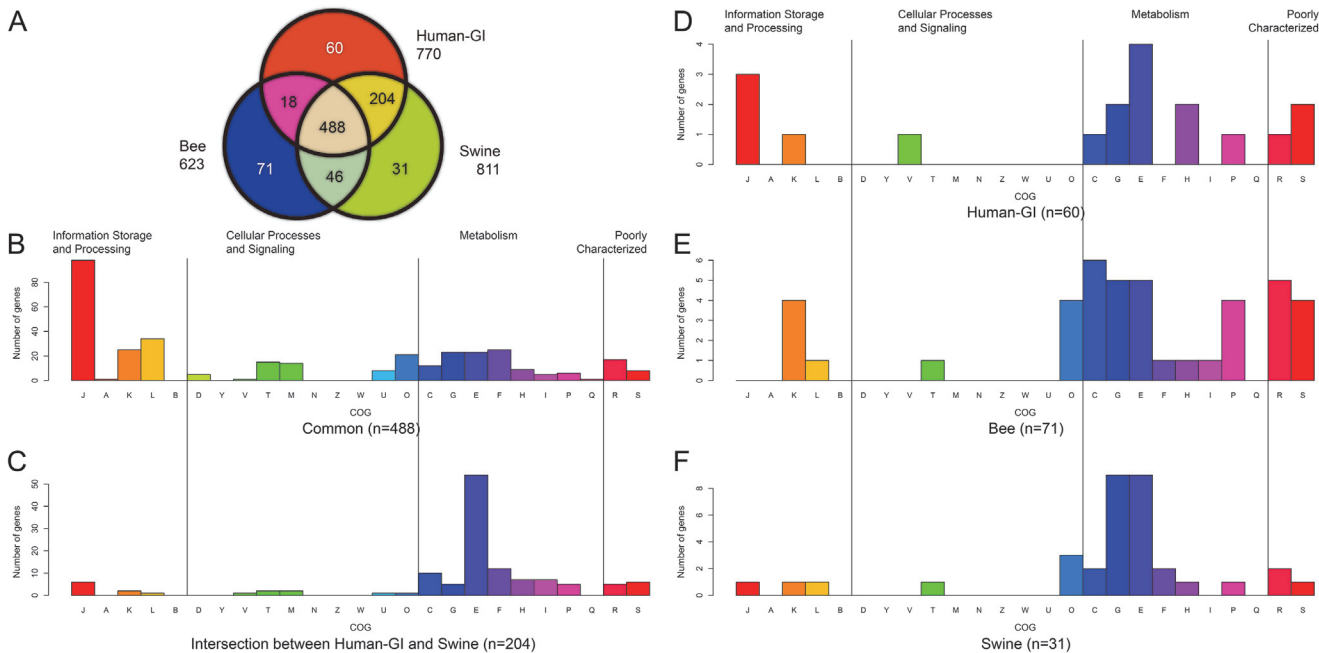 A
Human-GI
770
60
18
204
488
Bee
623
71
46
31
Swine
811
B
Information Storage
and Processing
Cellular Processes
and Signaling
Metabolism
Poorly
Characterized
Number of genes
0 20 40 60 80
J A K L B D Y V T M N Z W U O C G E F H I P Q R S
COG
Common (n=488)
C
Number of genes
0 10 20 30 40 50
J A K L B D Y V T M N Z W U O C G E F H I P Q R S
COG
Intersection between Human-GI and Swine (n=204)
D
Information Storage
and Processing
Cellular Processes
and Signaling
Metabolism
Poorly
Characterized
Number of genes
0 1 2 3 4
J A K L B D Y V T M N Z W U O C G E F H I P Q R S
COG
Human-GI (n=60)
E
Number of genes
0 1 2 3 4 5 6
J A K L B D Y V T M N Z W U O C G E F H I P Q R S
COG
Bee (n=71)
F
Number of genes
0 2 4 6 8
J A K L B D Y V T M N Z W U O C G E F H I P Q R S
COG
Swine (n=31)